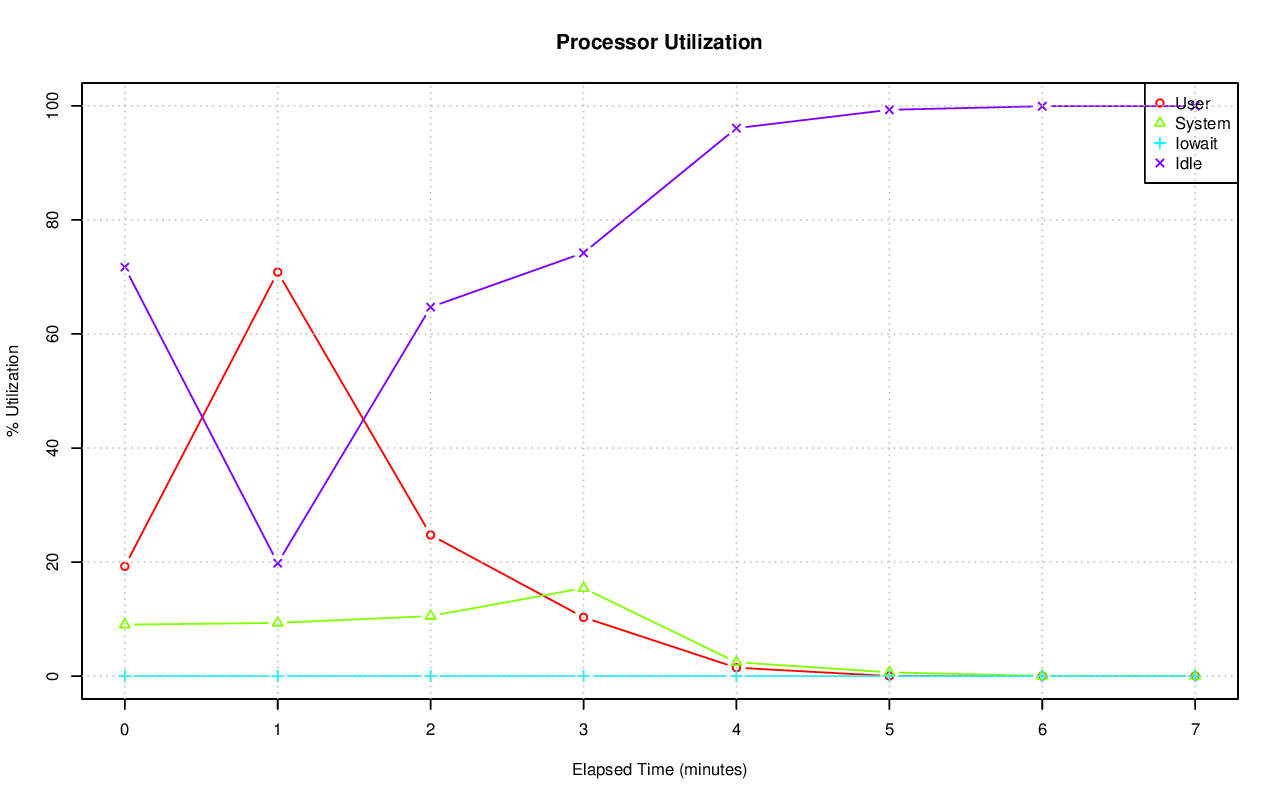 Processor Utilization
100
80
60
40
20
0
% Utilization
User
System
Iowait
Idle
0 1 2 3 4 5 6 7
Elapsed Time (minutes)